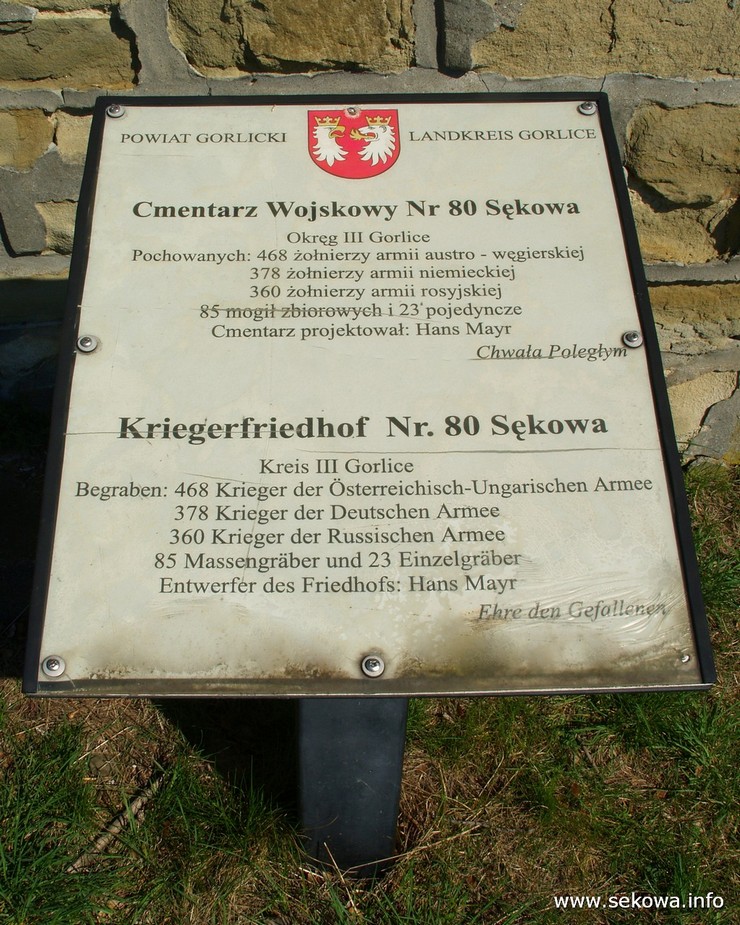 POWIAT GORLICKI LANDKREIS GORLICE
Cmentarz Wojskowy Nr 80 Sękowa
Okręg III Gorlice
Pochowanych: 468 żołnierzy armii austro - węgierskiej
378 żołnierzy armii niemieckiej
360 żołnierzy armii rosyjskiej
85 mogił zbiorowych i 23 pojedyncze
Cmentarz projektował: Hans Mayr
Chwała Poległym
Kriegerfriedhof Nr. 80 Sękowa
Kreis III Gorlice
Begraben: 468 Krieger der Österreichisch-Ungarischen Armee
378 Krieger der Deutschen Armee
360 Krieger der Russischen Armee
85 Massengräber und 23 Einzelgräber
Entwerfer des Friedhofs: Hans Mayr
Ehre den Gefallenen
www.sekowa.info